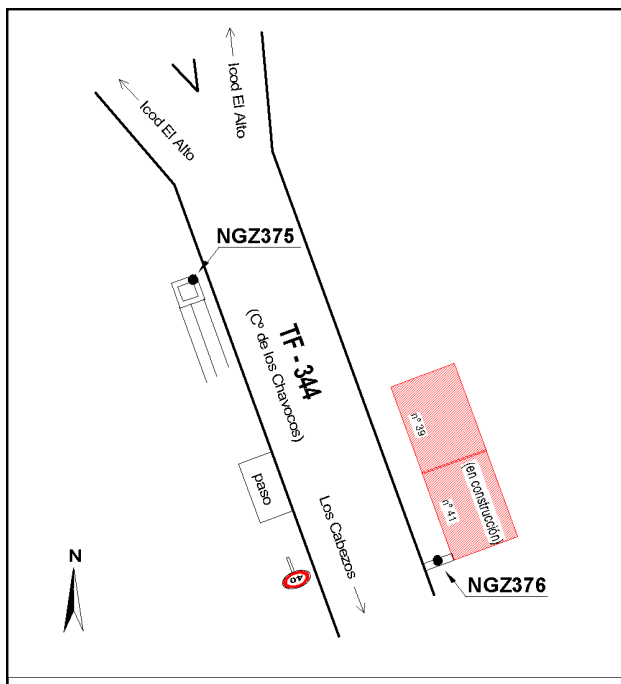 Icod El Alto
Icod El Alto
NGZ375
TF - 344
(Cº de los Chavocos)
nº 39
(en construcción)
nº 41
paso
Los Cabezos
40
N
NGZ376